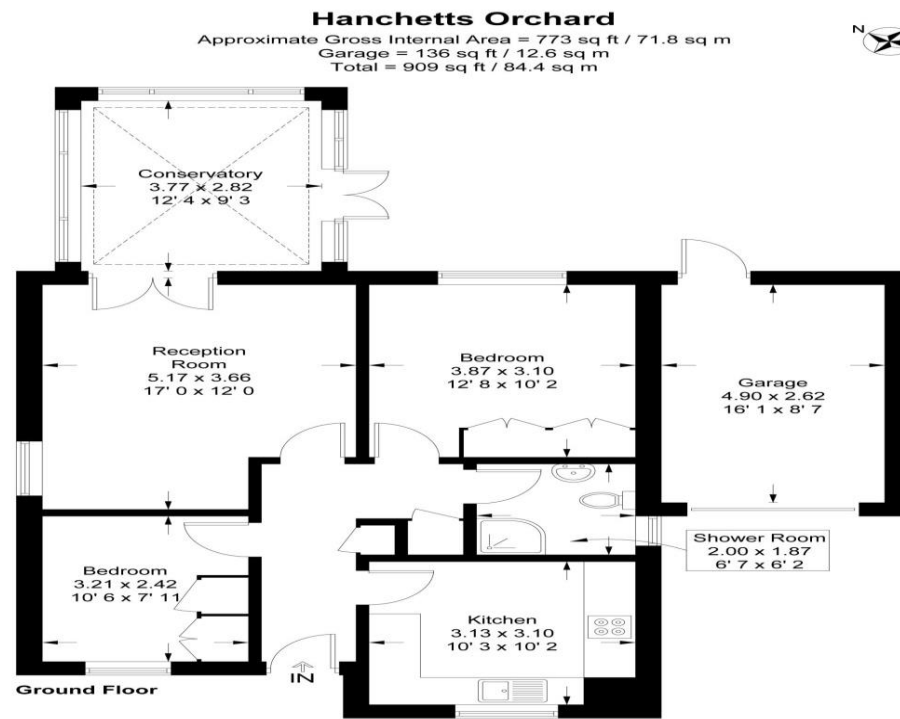 Hanchetts Orchard
Approximate Gross Internal Area = 773 sq ft / 71.8 sq m
Garage = 136 sq ft / 12.6 sq m
Total = 909 sq ft / 84.4 sq m
N
Conservatory
3.77 x 2.82
12' 4 x 9' 3
Reception
Room
5.17 x 3.66
17' 0 x 12' 0
Bedroom
3.87 x 3.10
12' 8 x 10' 2
Garage
4.90 x 2.62
16' 1 x 8' 7
Shower Room
2.00 x 1.87
6' 7 x 6' 2
Bedroom
3.21 x 2.42
10' 6 x 7' 11
Kitchen
3.13 x 3.10
10' 3 x 10' 2
IN
Ground Floor